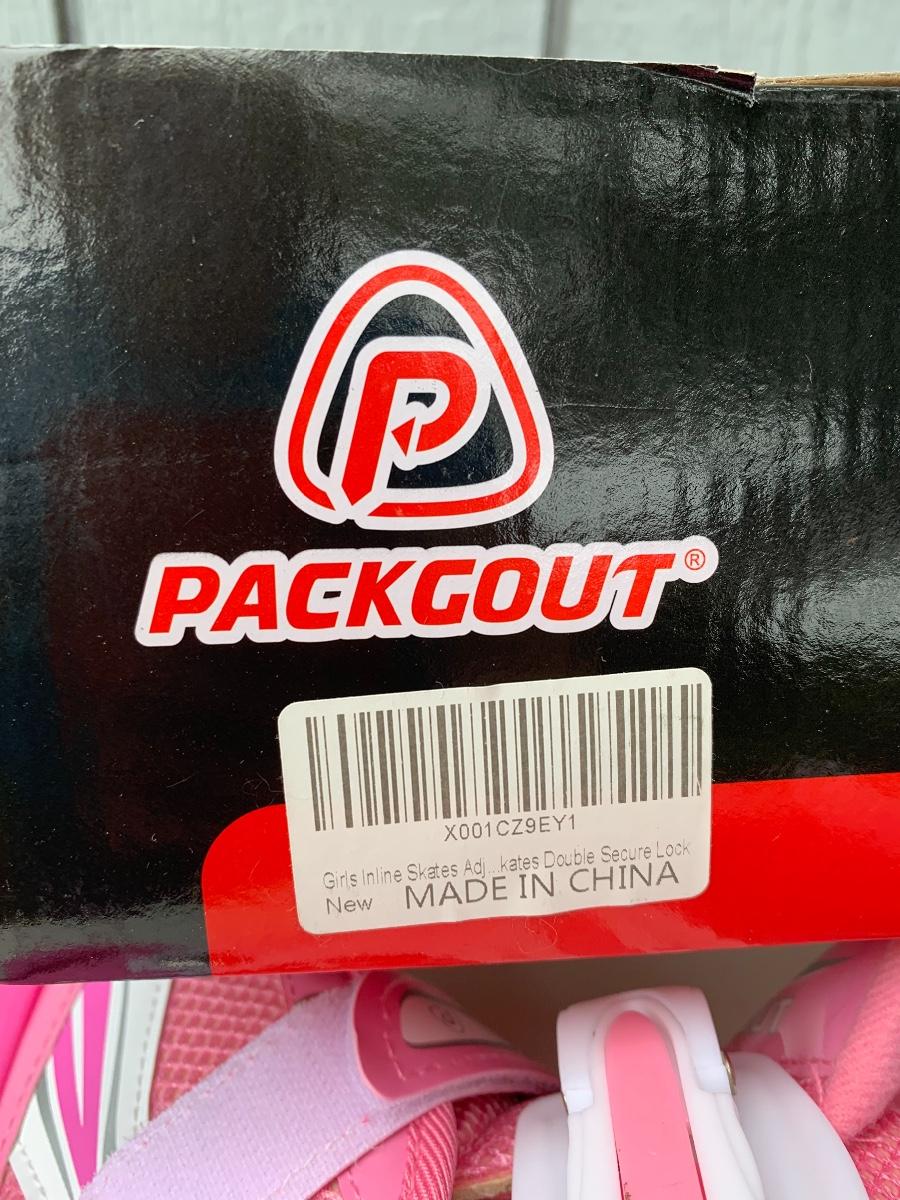 P
PACKGOUT®
X001CZ9EY1
Girls Inline Skates Adj...kates Double Secure Lock
New MADE IN CHINA